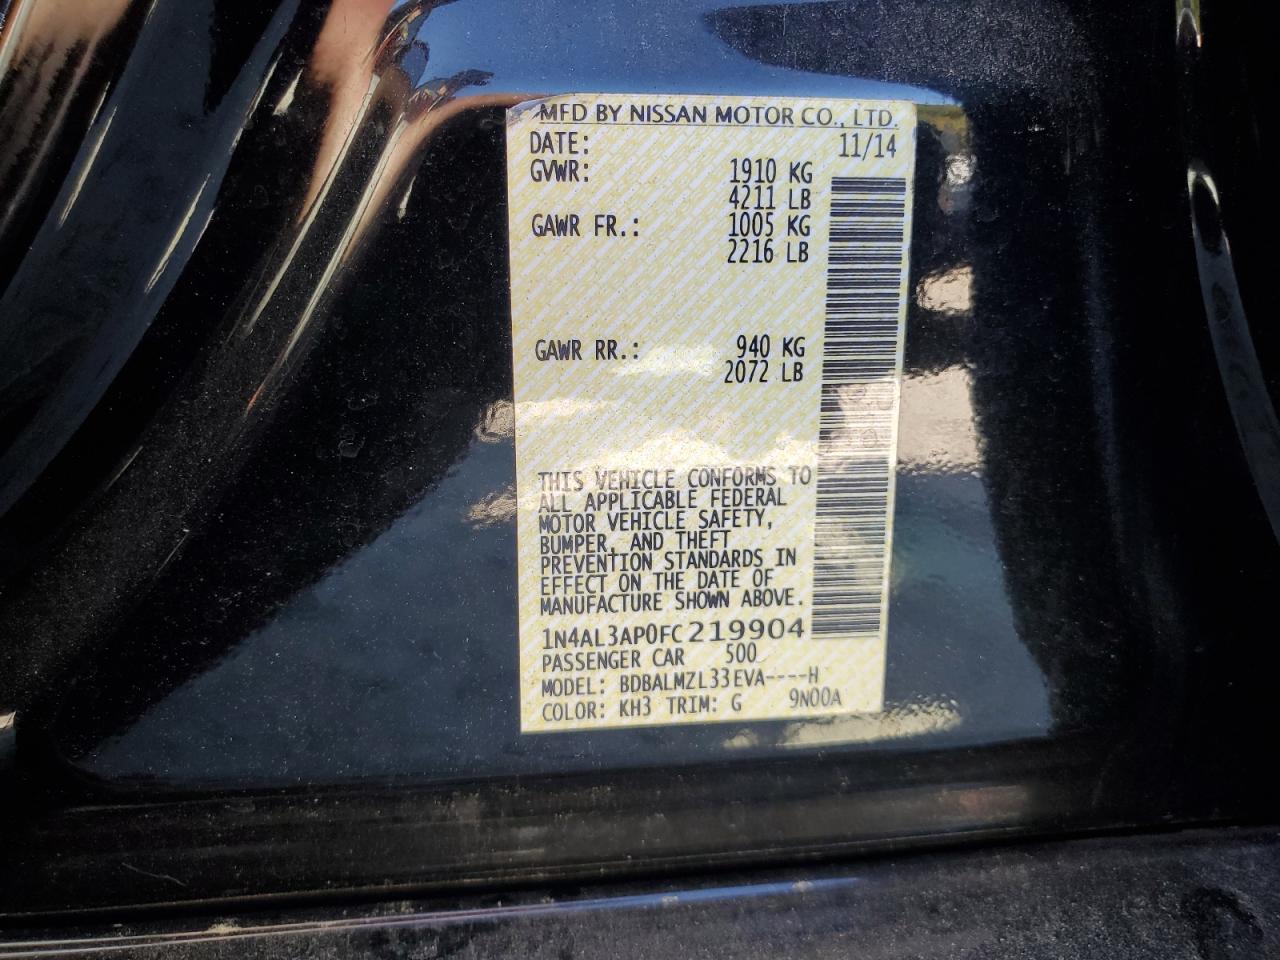 MFD BY NISSAN MOTOR CO., LTD.
DATE: 11/14
GVWR: 1910 KG
4211 LB
GAWR FR.: 1005 KG
2216 LB
GAWR RR.: 940 KG
2072 LB
THIS VEHICLE CONFORMS TO
ALL APPLICABLE FEDERAL
MOTOR VEHICLE SAFETY,
BUMPER, AND THEFT
PREVENTION STANDARDS IN
EFFECT ON THE DATE OF
MANUFACTURE SHOWN ABOVE.
1N4AL3AP0FC219904
PASSENGER CAR 500
MODEL: BDBALMZL33EVA----H
COLOR: KH3 TRIM: G 9N00A